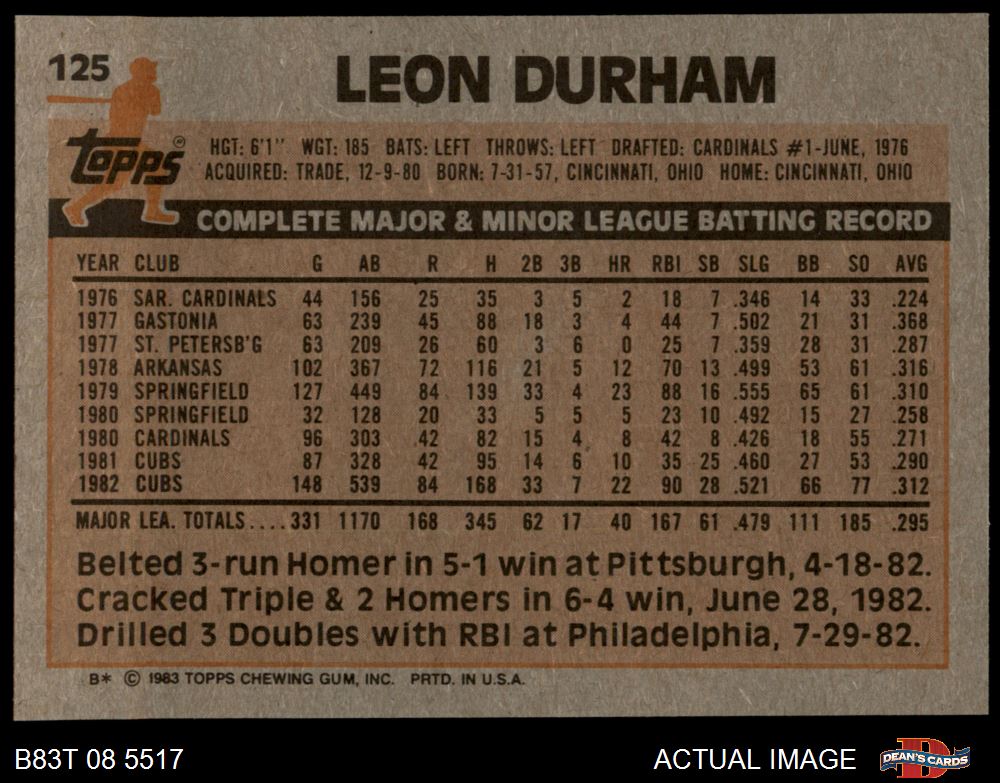 125
LEON DURHAM
topps®
HGT: 6'1" WGT: 185 BATS: LEFT THROWS: LEFT DRAFTED: CARDINALS #1-JUNE, 1976
ACQUIRED: TRADE, 12-9-80 BORN: 7-31-57, CINCINNATI, OHIO HOME: CINCINNATI, OHIO
COMPLETE MAJOR & MINOR LEAGUE BATTING RECORD
YEAR CLUB G AB R H 2B 3B HR RBI SB SLG BB SO AVG
1976 SAR. CARDINALS 44 156 25 35 3 5 2 18 7 .346 14 33 .224
1977 GASTONIA 63 239 45 88 18 3 4 44 7 .502 21 31 .368
1977 ST. PETERSB'G 63 209 26 60 3 6 0 25 7 .359 28 31 .287
1978 ARKANSAS 102 367 72 116 21 5 12 70 13 .499 53 61 .316
1979 SPRINGFIELD 127 449 84 139 33 4 23 88 16 .555 65 61 .310
1980 SPRINGFIELD 32 128 20 33 5 5 5 23 10 .492 15 27 .258
1980 CARDINALS 96 303 42 82 15 4 8 42 8 .426 18 55 .271
1981 CUBS 87 328 42 95 14 6 10 35 25 .460 27 53 .290
1982 CUBS 148 539 84 168 33 7 22 90 28 .521 66 77 .312
MAJOR LEA. TOTALS.... 331 1170 168 345 62 17 40 167 61 .479 111 185 .295
Belted 3-run Homer in 5-1 win at Pittsburgh, 4-18-82.
Cracked Triple & 2 Homers in 6-4 win, June 28, 1982.
Drilled 3 Doubles with RBI at Philadelphia, 7-29-82.
B* © 1983 TOPPS CHEWING GUM, INC. PRTD. IN U.S.A.
B83T 08 5517
ACTUAL IMAGE
D
DEAN'S CARDS